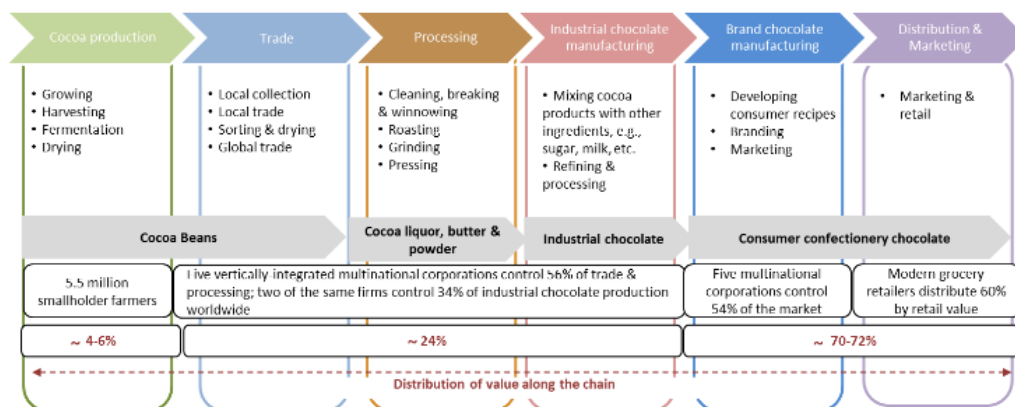 Cocoa production
Trade
Processing
Industrial chocolate
manufacturing
Brand chocolate
manufacturing
Distribution &
Marketing
• Growing
• Harvesting
• Fermentation
• Drying
• Local collection
• Local trade
• Sorting & drying
• Global trade
• Cleaning, breaking
& winnowing
• Roasting
• Grinding
• Pressing
• Mixing cocoa
products with other
ingredients, e.g.,
sugar, milk, etc.
• Refining &
processing
• Developing
consumer recipes
• Branding
• Marketing
• Marketing &
retail
Cocoa Beans
Cocoa liquor, butter &
powder
Industrial chocolate
Consumer confectionery chocolate
5.5 million
smallholder farmers
Five vertically-integrated multinational corporations control 56% of trade &
processing; two of the same firms control 34% of industrial chocolate production
worldwide
Five multinational
corporations control
54% of the market
Modern grocery
retailers distribute 60%
by retail value
~ 4-6%
~ 24%
~ 70-72%
Distribution of value along the chain